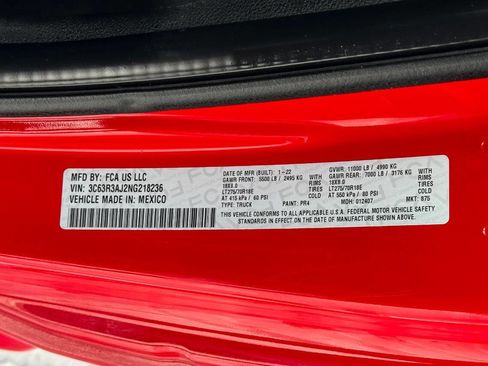 MFD BY: FCA US LLC
VIN: 3C63R3AJ2NG218236
VEHICLE MADE IN: MEXICO
DATE OF MFG (BUILT): 1-22 GVWR: 11000 LB / 4990 KG
GAWR FRONT: 5500 LB / 2495 KG WITH GAWR REAR: 7000 LB / 3176 KG WITH
18X8.0 RIMS 18X8.0 RIMS
LT275/70R18E TIRES LT275/70R18E TIRES
AT 415 kPa / 60 PSI COLD AT 550 kPa / 80 PSI COLD
THIS VEHICLE CONFORMS TO ALL APPLICABLE U.S.A. FEDERAL MOTOR VEHICLE SAFETY
STANDARDS IN EFFECT ON THE DATE OF MANUFACTURE SHOWN ABOVE.
TYPE: TRUCK PAINT: PR4 MDH: 012407 MKT: 875